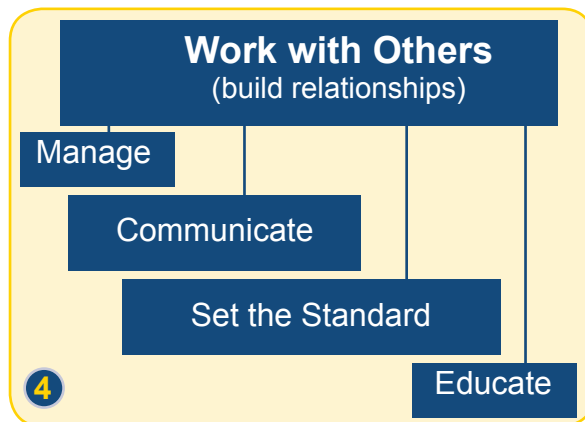 Work with Others
(build relationships)
Manage
Communicate
Set the Standard
Educate
4